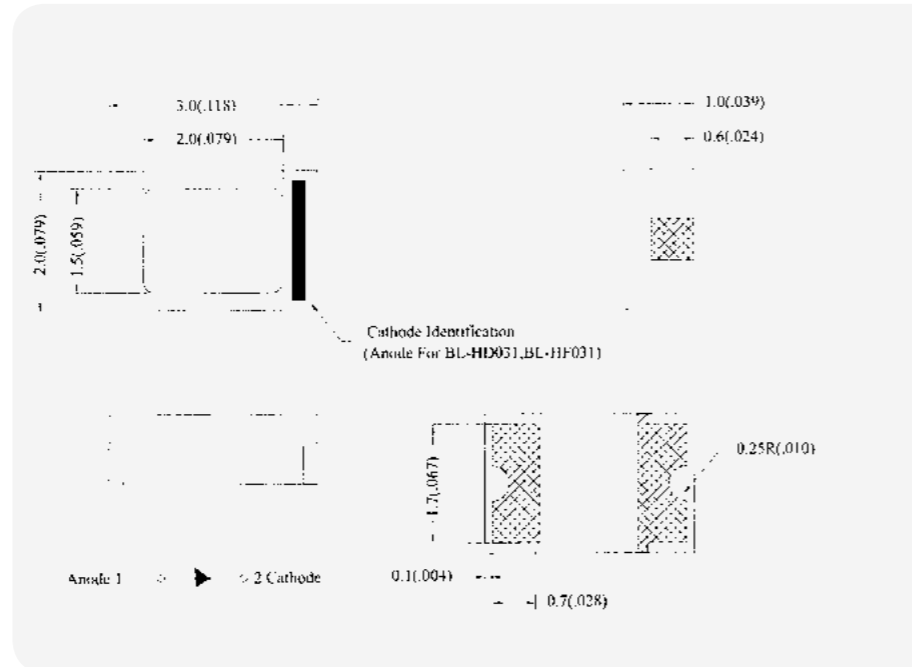 3.0(.118)
1.0(.039)
2.0(.079)
0.6(.024)
2.0(.079)
1.5(.059)
Cathode Identification
(Anode For BL-HD031,BL-HF031)
1.7(.067)
0.25R(.010)
Anode 1
2 Cathode
0.1(.004)
0.7(.028)